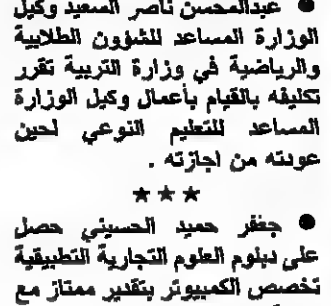 ● عبدالمحسن ناصر السعيد وكيل
الوزارة المساعد للشؤون الطلابية
والرياضية في وزارة التربية تقرر
تكليفه بالقيام بأعمال وكيل الوزارة
المساعد للتعليم النوعي لحين
عودته من اجازته .
★★★
● جعفر حميد الحسيني حصل
على دبلوم العلوم التجارية التطبيقية
تخصص الكمبيوتر بتقدير ممتاز مع